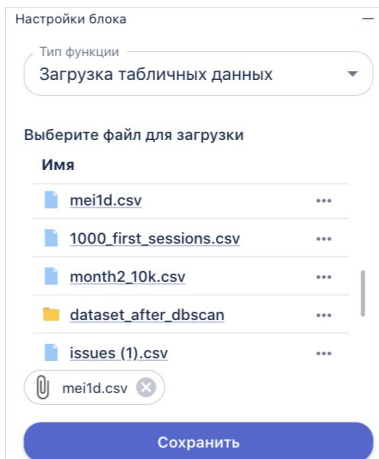 Настройки блока
Тип функции
Загрузка табличных данных
Выберите файл для загрузки
Имя
mei1d.csv
1000_first_sessions.csv
month2_10k.csv
dataset_after_dbscan
issues (1).csv
mei1d.csv
Сохранить